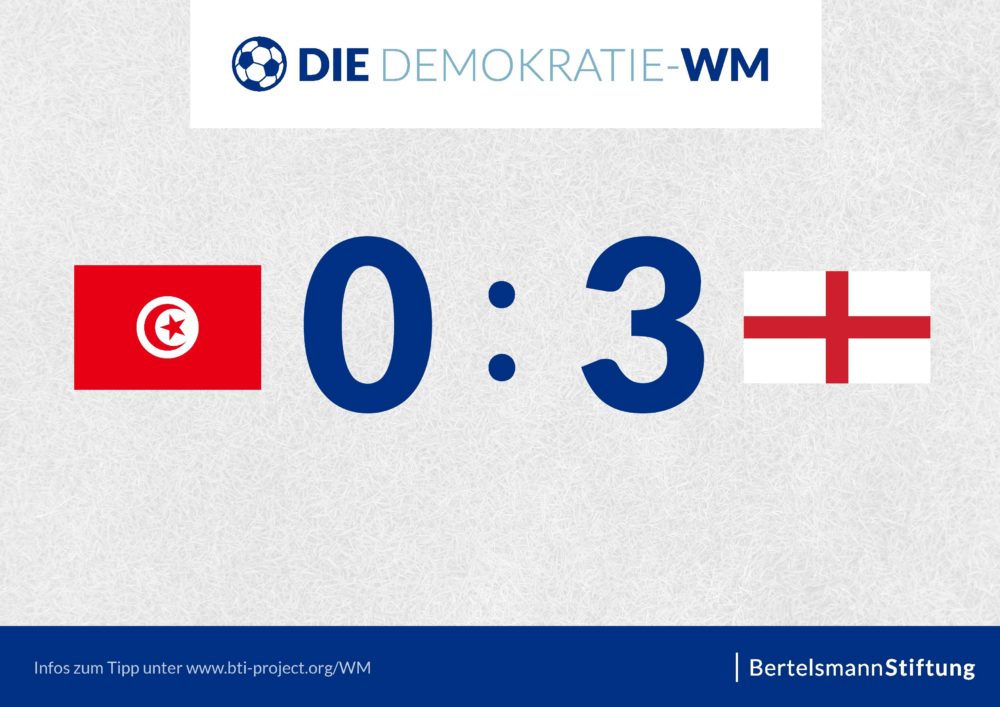 DIE DEMOKRATIE-WM
0 : 3
Infos zum Tipp unter www.bti-project.org/WM
BertelsmannStiftung